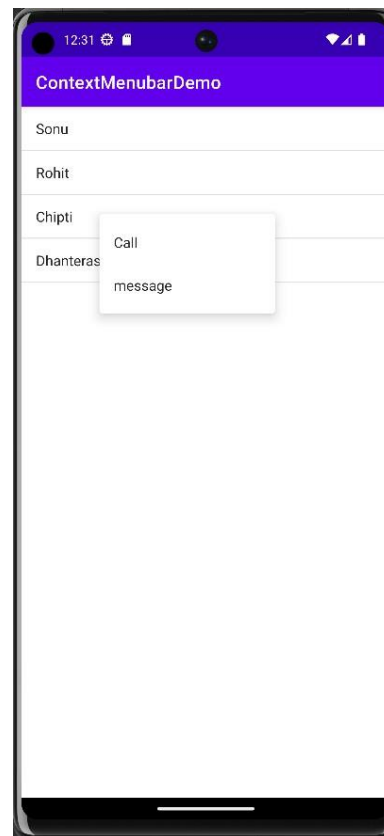 12:31
ContextMenubarDemo
Sonu
Rohit
Chipti
Call
Dhanteras
message